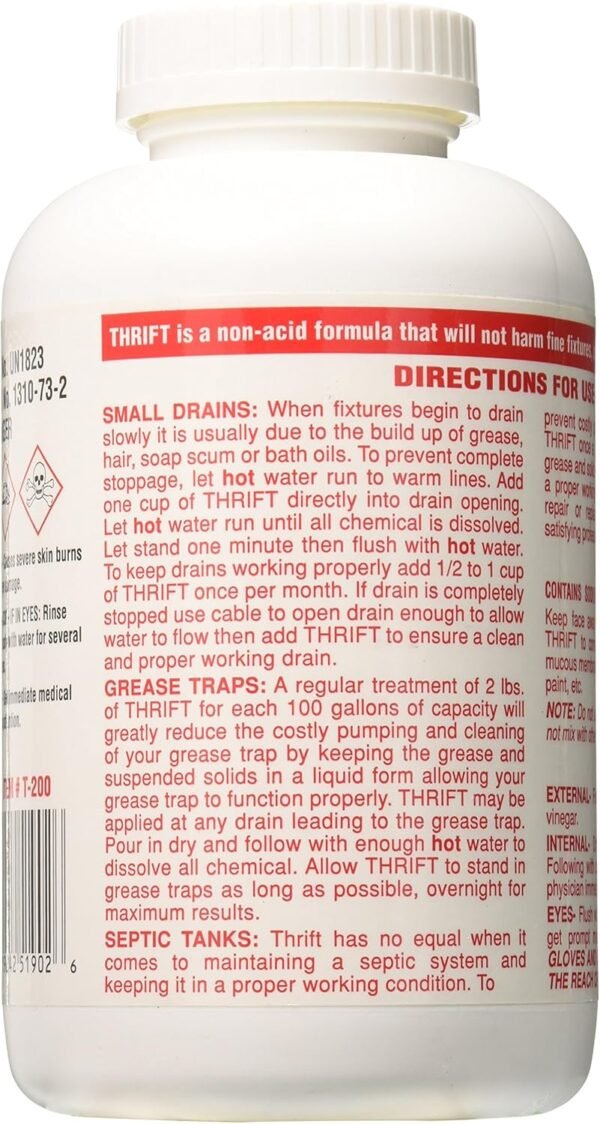 UN1823
1310-73-2
severe skin burns
IF IN EYES: Rinse
with water for several
immediate medical
# T-200
51902 6
THRIFT is a non-acid formula that will not harm fine fixtures.
DIRECTIONS FOR USE
SMALL DRAINS: When fixtures begin to drain
slowly it is usually due to the build up of grease,
hair, soap scum or bath oils. To prevent complete
stoppage, let hot water run to warm lines. Add
one cup of THRIFT directly into drain opening.
Let hot water run until all chemical is dissolved.
Let stand one minute then flush with hot water.
To keep drains working properly add 1/2 to 1 cup
of THRIFT once per month. If drain is completely
stopped use cable to open drain enough to allow
water to flow then add THRIFT to ensure a clean
and proper working drain.
GREASE TRAPS: A regular treatment of 2 lbs.
of THRIFT for each 100 gallons of capacity will
greatly reduce the costly pumping and cleaning
of your grease trap by keeping the grease and
suspended solids in a liquid form allowing your
grease trap to function properly. THRIFT may be
applied at any drain leading to the grease trap.
Pour in dry and follow with enough hot water to
dissolve all chemical. Allow THRIFT to stand in
grease traps as long as possible, overnight for
maximum results.
SEPTIC TANKS: Thrift has no equal when it
comes to maintaining a septic system and
keeping it in a proper working condition. To
prevent costly
THRIFT once
grease and
a proper
repair or
satisfying
CONTAINS
Keep face
THRIFT to
mucous
paint, etc.
NOTE: Do
not mix with
EXTERNAL-
vinegar.
INTERNAL-
Following
physician
EYES- Flush
get prompt
GLOVES
THE REACH